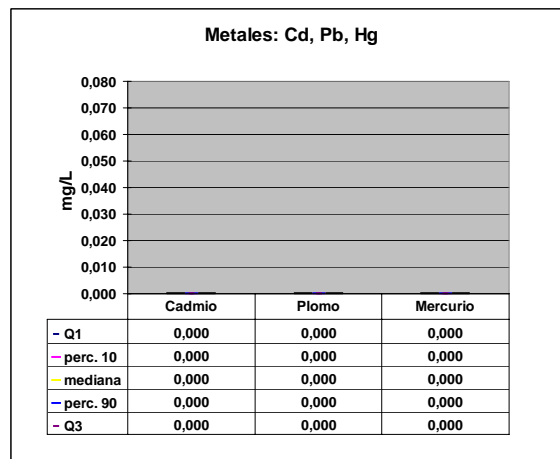 Metales: Cd, Pb, Hg
mg/L
0,080
0,070
0,060
0,050
0,040
0,030
0,020
0,010
0,000
Cadmio Plomo Mercurio
Q1 0,000 0,000 0,000
perc. 10 0,000 0,000 0,000
mediana 0,000 0,000 0,000
perc. 90 0,000 0,000 0,000
Q3 0,000 0,000 0,000